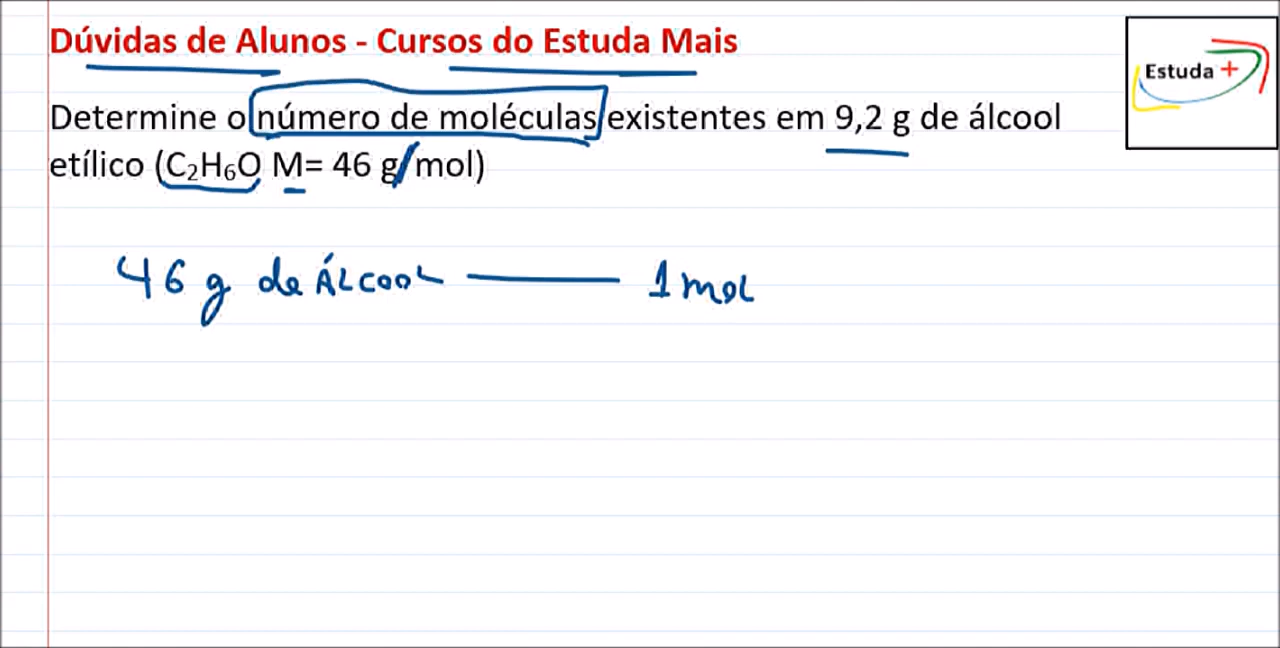 Dúvidas de Alunos - Cursos do Estuda Mais
Estuda +
Determine o número de moléculas existentes em 9,2 g de álcool
etílico (C₂H₆O M= 46 g/mol)
46 g de Álcool —— 1 mol